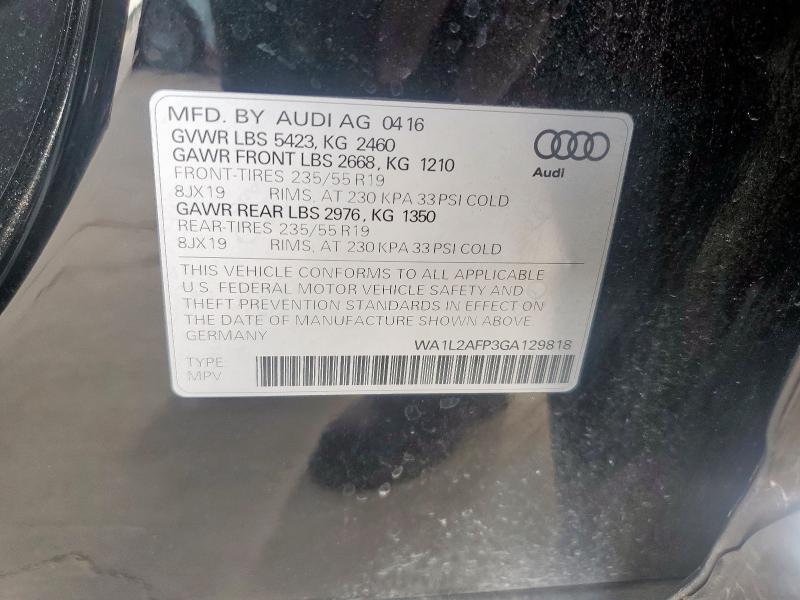 MFD. BY AUDI AG 04 16
GVWR LBS 5423, KG 2460
GAWR FRONT LBS 2668, KG 1210
FRONT-TIRES 235/55 R19
8JX19 RIMS, AT 230 KPA 33 PSI COLD
GAWR REAR LBS 2976, KG 1350
REAR-TIRES 235/55 R19
8JX19 RIMS, AT 230 KPA 33 PSI COLD
Audi
THIS VEHICLE CONFORMS TO ALL APPLICABLE
U.S. FEDERAL MOTOR VEHICLE SAFETY AND
THEFT PREVENTION STANDARDS IN EFFECT ON
THE DATE OF MANUFACTURE SHOWN ABOVE
GERMANY
WA1L2AFP3GA129818
TYPE:
MPV